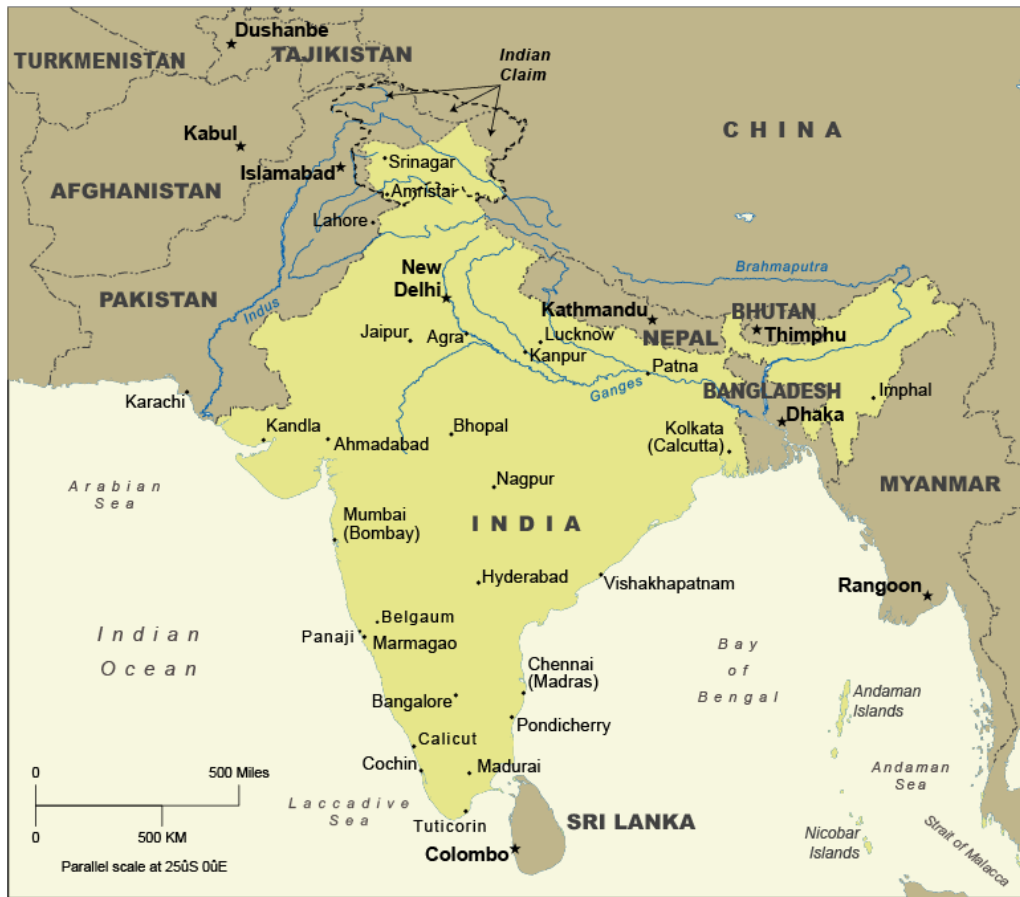 Dushanbe
TURKMENISTAN
TAJIKISTAN
Indian
Claim
CHINA
Kabul
Islamabad
Srinagar
AFGHANISTAN
Amristar
Lahore
New
Delhi
Brahmaputra
PAKISTAN
Indus
Kathmandu
BHUTAN
Thimphu
Jaipur
Agra
Lucknow
NEPAL
Kanpur
Patna
Ganges
BANGLADESH
Imphal
Karachi
Dhaka
Kandla
Ahmadabad
Bhopal
Kolkata
(Calcutta)
Arabian
Sea
Nagpur
MYANMAR
Mumbai
(Bombay)
INDIA
Hyderabad
Vishakhapatnam
Rangoon
Belgaum
Panaji
Marmagao
Indian
Ocean
Bay
of
Bengal
Chennai
(Madras)
Bangalore
Andaman
Islands
Pondicherry
Calicut
Cochin
Madurai
Andaman
Sea
0
500 Miles
Laccadive
Sea
Tuticorin
SRI LANKA
0
500 KM
Nicobar
Islands
Strait of Malacca
Colombo
Parallel scale at 25ûS 0ûE